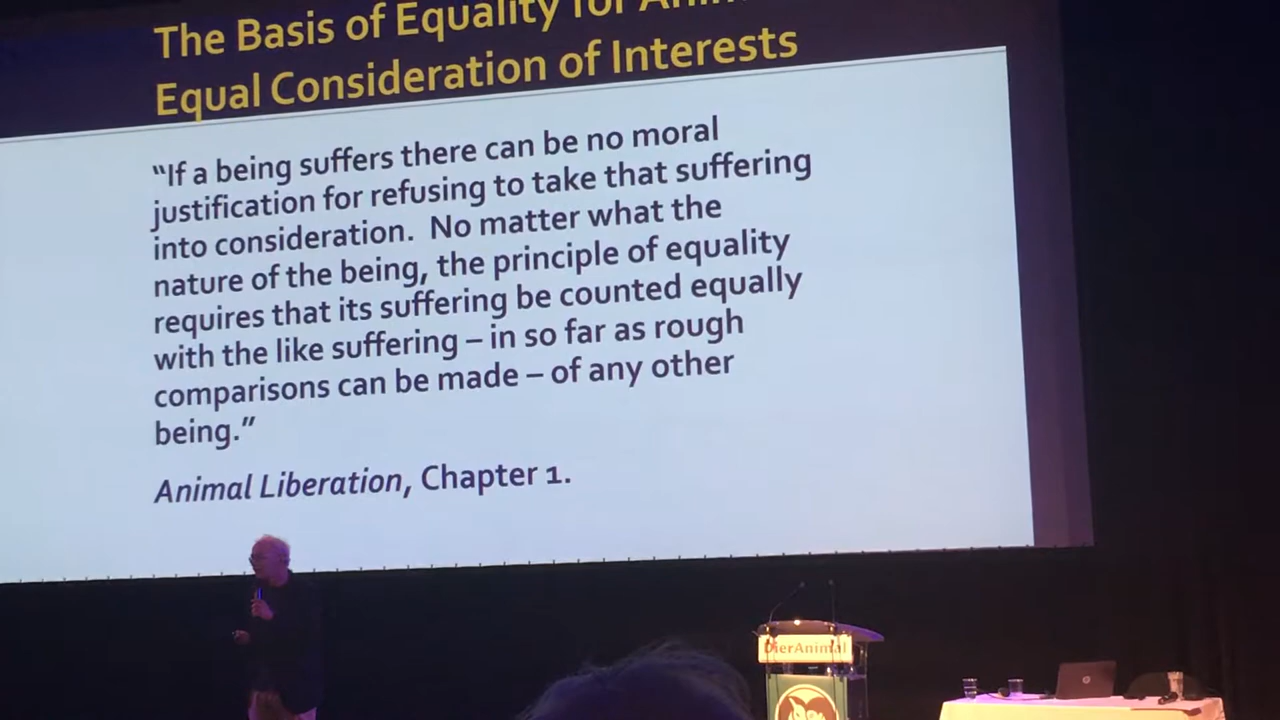 The Basis of Equality for Anim
Equal Consideration of Interests
“If a being suffers there can be no moral
justification for refusing to take that suffering
into consideration.  No matter what the
nature of the being, the principle of equality
requires that its suffering be counted equally
with the like suffering – in so far as rough
comparisons can be made – of any other
being.”
Animal Liberation, Chapter 1.
DierAnimal